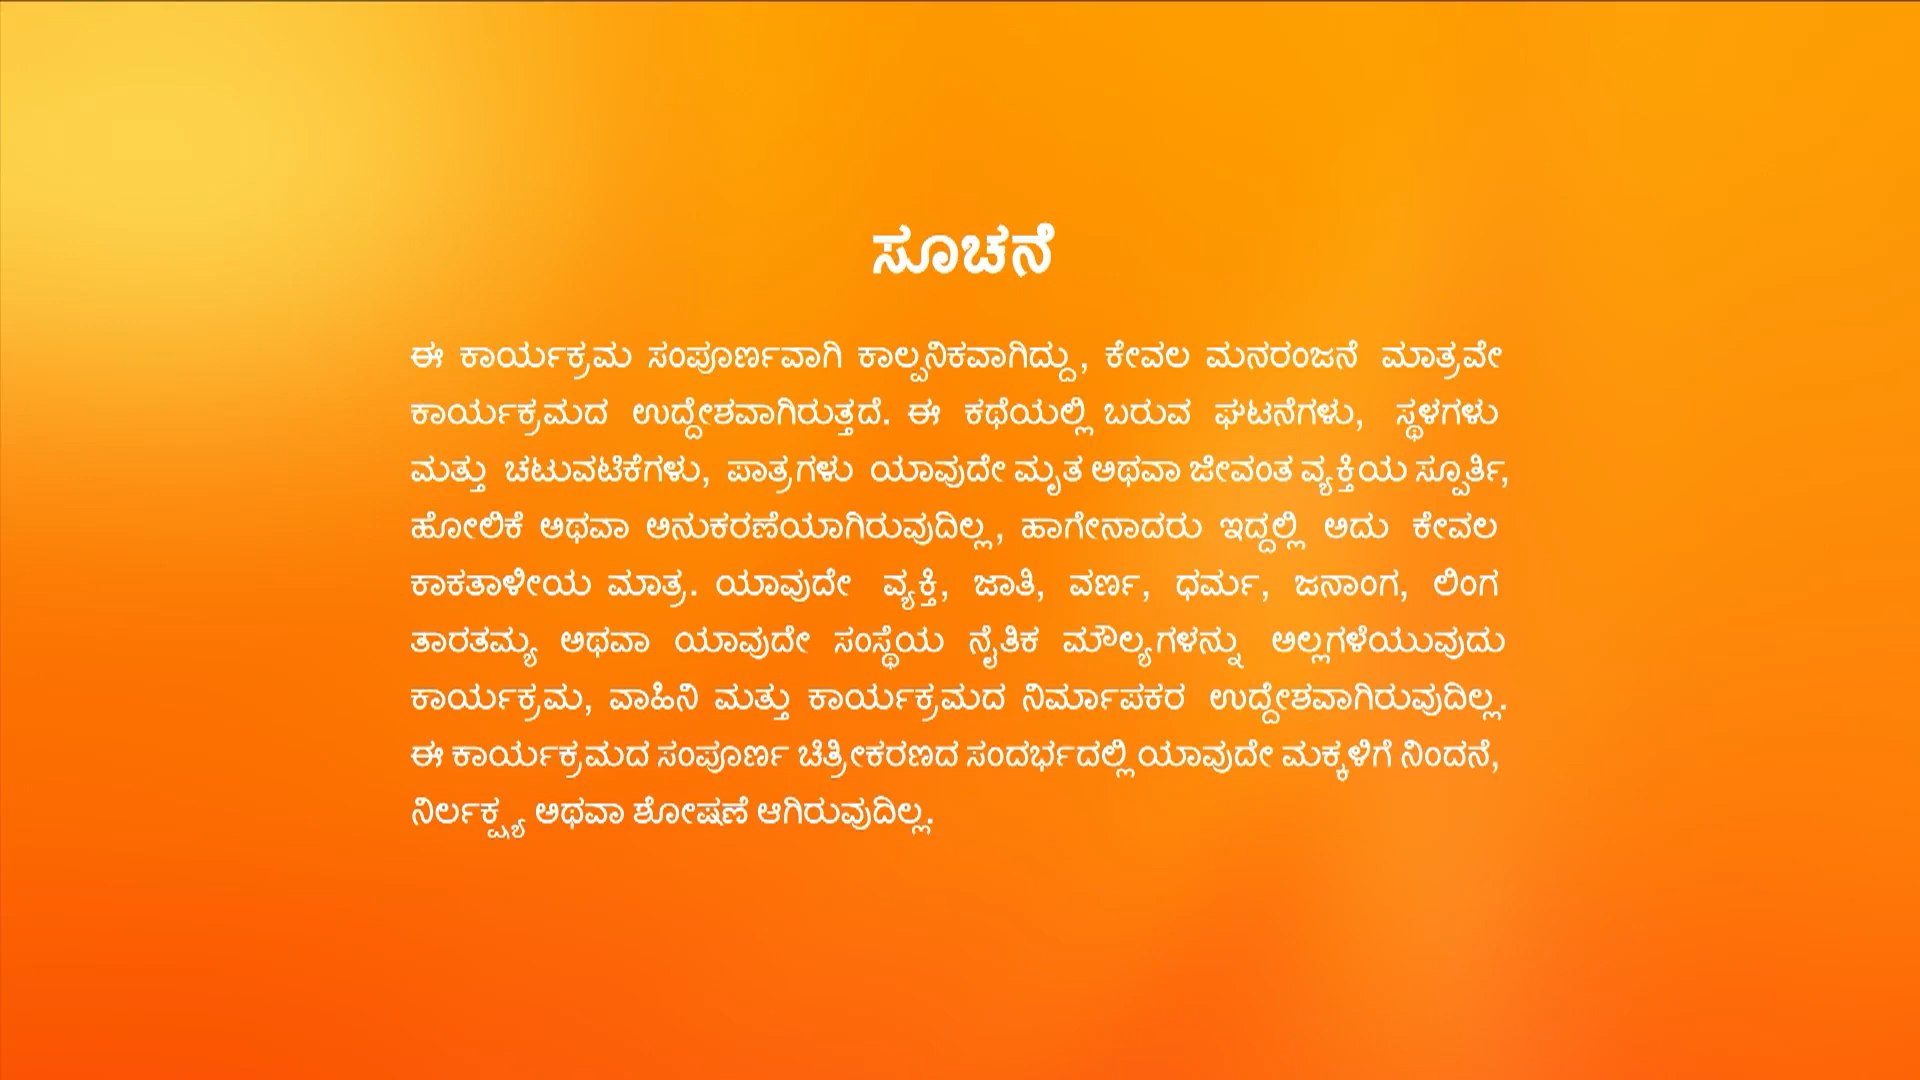 ಸೂಚನೆ
ಈ ಕಾರ್ಯಕ್ರಮ ಸಂಪೂರ್ಣವಾಗಿ ಕಾಲ್ಪನಿಕವಾಗಿದ್ದು, ಕೇವಲ ಮನರಂಜನೆ ಮಾತ್ರವೇ
ಕಾರ್ಯಕ್ರಮದ ಉದ್ದೇಶವಾಗಿರುತ್ತದೆ. ಈ ಕಥೆಯಲ್ಲಿ ಬರುವ ಘಟನೆಗಳು, ಸ್ಥಳಗಳು
ಮತ್ತು ಚಟುವಟಿಕೆಗಳು, ಪಾತ್ರಗಳು ಯಾವುದೇ ಮೃತ ಅಥವಾ ಜೀವಂತ ವ್ಯಕ್ತಿಯ ಸ್ಪೂರ್ತಿ,
ಹೋಲಿಕೆ ಅಥವಾ ಅನುಕರಣೆಯಾಗಿರುವುದಿಲ್ಲ, ಹಾಗೇನಾದರು ಇದ್ದಲ್ಲಿ ಅದು ಕೇವಲ
ಕಾಕತಾಳೀಯ ಮಾತ್ರ. ಯಾವುದೇ ವ್ಯಕ್ತಿ, ಜಾತಿ, ವರ್ಣ, ಧರ್ಮ, ಜನಾಂಗ, ಲಿಂಗ
ತಾರತಮ್ಯ ಅಥವಾ ಯಾವುದೇ ಸಂಸ್ಥೆಯ ನೈತಿಕ ಮೌಲ್ಯಗಳನ್ನು ಅಲ್ಲಗಳೆಯುವುದು
ಕಾರ್ಯಕ್ರಮ, ವಾಹಿನಿ ಮತ್ತು ಕಾರ್ಯಕ್ರಮದ ನಿರ್ಮಾಪಕರ ಉದ್ದೇಶವಾಗಿರುವುದಿಲ್ಲ.
ಈ ಕಾರ್ಯಕ್ರಮದ ಸಂಪೂರ್ಣ ಚಿತ್ರೀಕರಣದ ಸಂದರ್ಭದಲ್ಲಿ ಯಾವುದೇ ಮಕ್ಕಳಿಗೆ ನಿಂದನೆ,
ನಿರ್ಲಕ್ಷ್ಯ ಅಥವಾ ಶೋಷಣೆ ಆಗಿರುವುದಿಲ್ಲ.